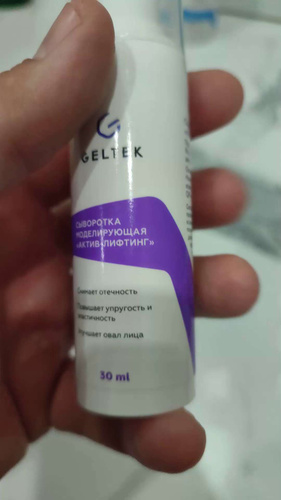 GELTEK
СЫВОРОТКА
МОДЕЛИРУЮЩАЯ
«АКТИВ-ЛИФТИНГ»
Снимает отечность
Повышает упругость и
эластичность
Улучшает овал лица
30 ml